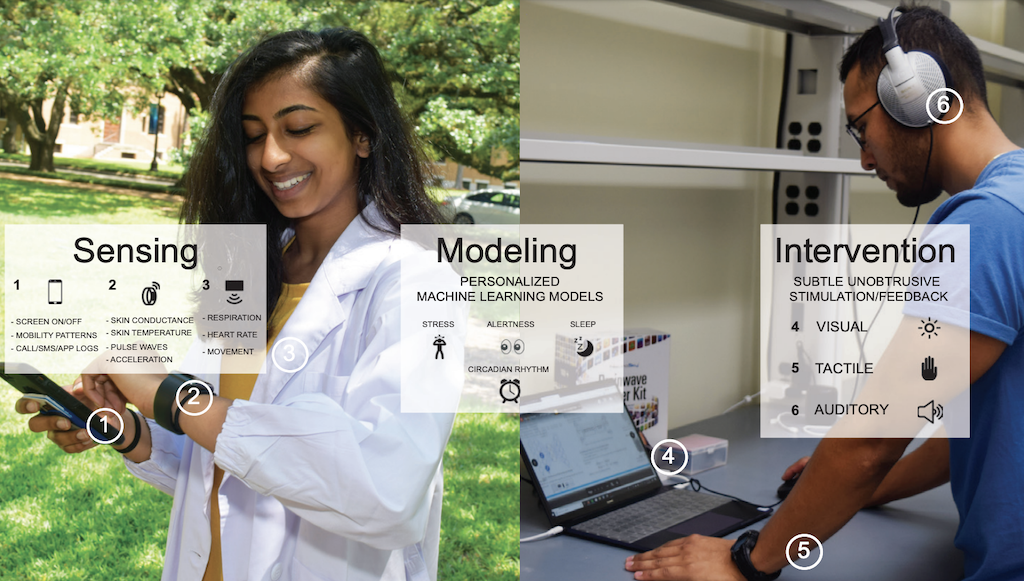 Sensing
1
2
3
- SCREEN ON/OFF
- MOBILITY PATTERNS
- CALL/SMS/APP LOGS
- SKIN CONDUCTANCE
- SKIN TEMPERATURE
- PULSE WAVES
- ACCELERATION
- RESPIRATION
- HEART RATE
- MOVEMENT
1
2
3
Modeling
PERSONALIZED
MACHINE LEARNING MODELS
STRESS
ALERTNESS
SLEEP
Z Z Z
CIRCADIAN RHYTHM
Intervention
SUBTLE UNOBTRUSIVE
STIMULATION/FEEDBACK
4 VISUAL
5 TACTILE
6 AUDITORY
6
4
5
Kit